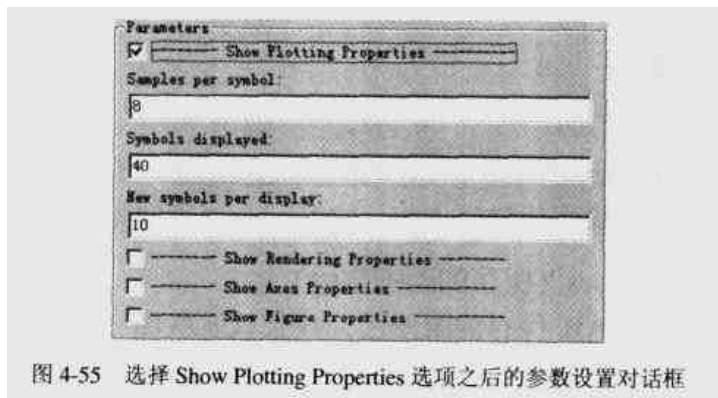 Parameters
Show Plotting Properties
Samples per symbol:
8
Symbols displayed:
40
New symbols per display:
10
Show Rendering Properties
Show Axes Properties
Show Figure Properties
图 4-55 选择 Show Plotting Properties 选项之后的参数设置对话框